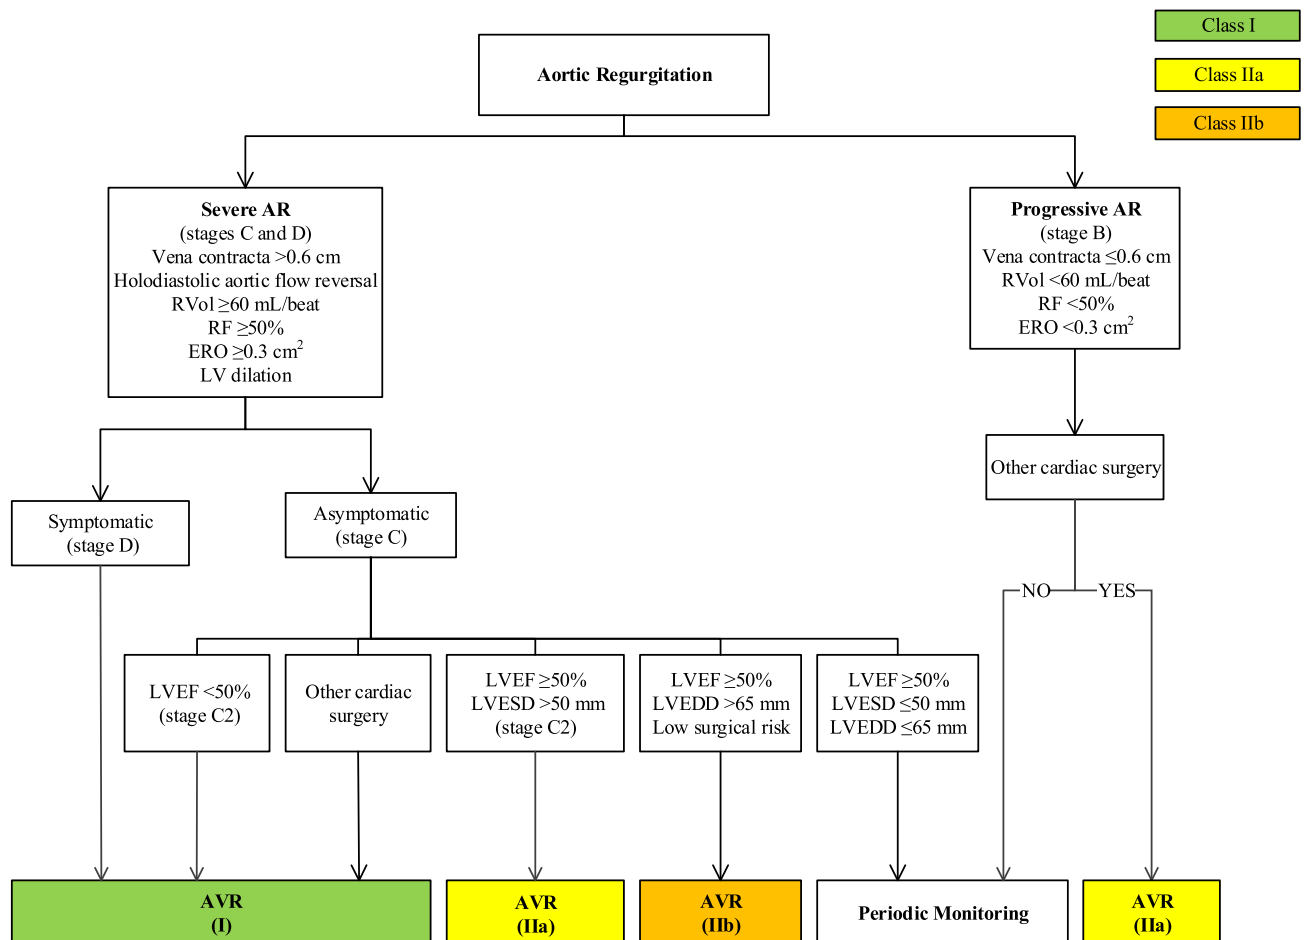 Class I
Class IIa
Class IIb
Aortic Regurgitation
Severe AR
(stages C and D)
Vena contracta >0.6 cm
Holodiastolic aortic flow reversal
RVol ≥60 mL/beat
RF ≥50%
ERO ≥0.3 cm²
LV dilation
Progressive AR
(stage B)
Vena contracta ≤0.6 cm
RVol <60 mL/beat
RF <50%
ERO <0.3 cm²
Other cardiac surgery
Symptomatic
(stage D)
Asymptomatic
(stage C)
NO
YES
LVEF <50%
(stage C2)
Other cardiac
surgery
LVEF ≥50%
LVESD >50 mm
(stage C2)
LVEF ≥50%
LVEDD >65 mm
Low surgical risk
LVEF ≥50%
LVESD ≤50 mm
LVEDD ≤65 mm
AVR
(I)
AVR
(IIa)
AVR
(IIb)
Periodic Monitoring
AVR
(IIa)